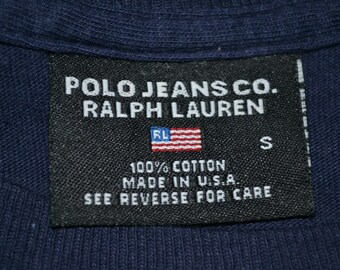 POLO JEANS CO.
RALPH LAUREN
RL
S
100% COTTON
MADE IN U.S.A.
SEE REVERSE FOR CARE